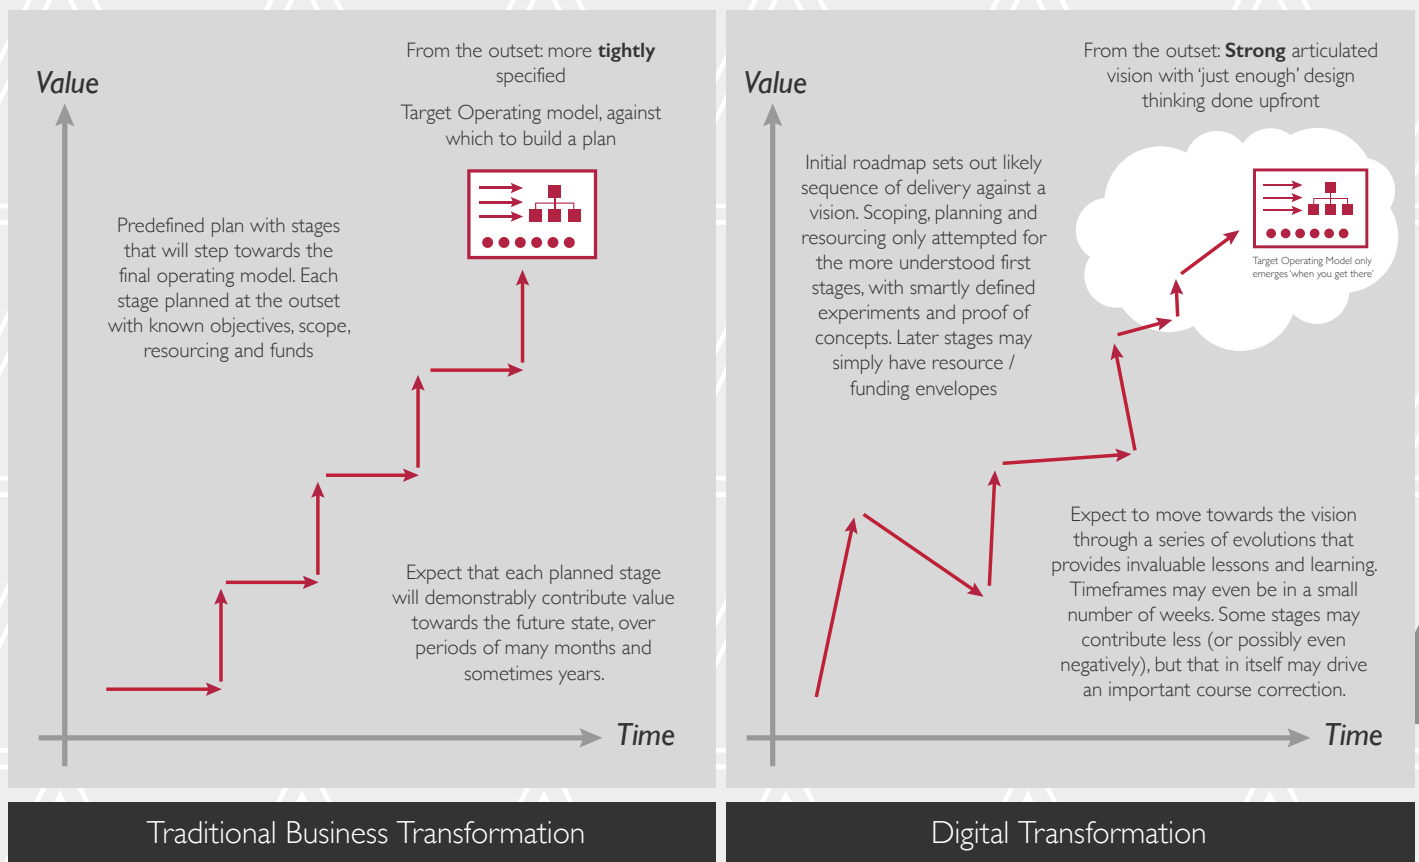 Value
From the outset: more tightly
specified
Target Operating model, against
which to build a plan
Predefined plan with stages
that will step towards the
final operating model. Each
stage planned at the outset
with known objectives, scope,
resourcing and funds
Expect that each planned stage
will demonstrably contribute value
towards the future state, over
periods of many months and
sometimes years.
Time
Traditional Business Transformation
Value
From the outset: Strong articulated
vision with ‘just enough’ design
thinking done upfront
Initial roadmap sets out likely
sequence of delivery against a
vision. Scoping, planning and
resourcing only attempted for
the more understood first
stages, with smartly defined
experiments and proof of
concepts. Later stages may
simply have resource /
funding envelopes
Target Operating Model only
emerges ‘when you get there’
Expect to move towards the vision
through a series of evolutions that
provides invaluable lessons and learning.
Timeframes may even be in a small
number of weeks. Some stages may
contribute less (or possibly even
negatively), but that in itself may drive
an important course correction.
Time
Digital Transformation